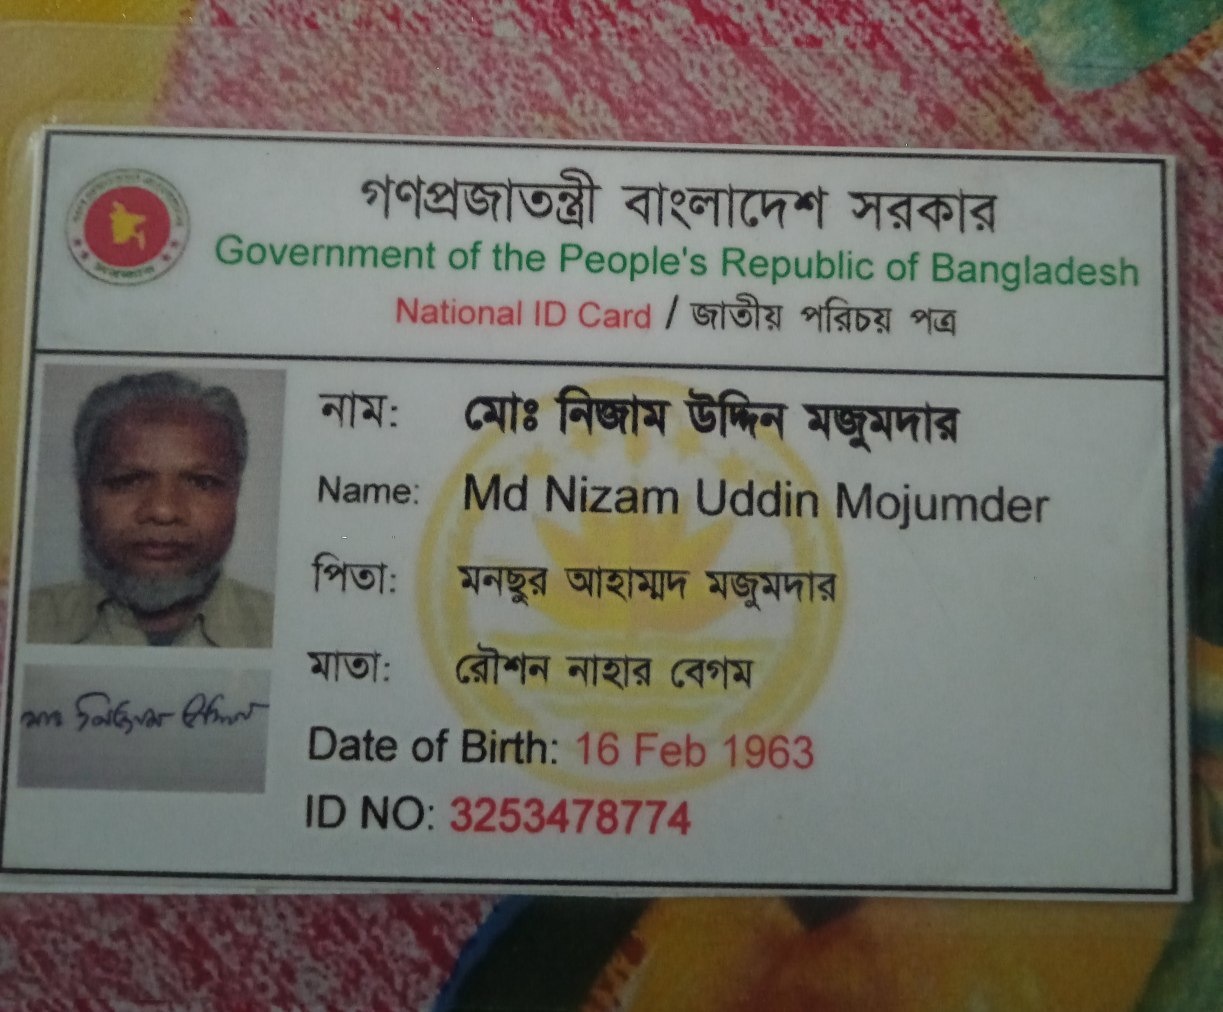 গণপ্রজাতন্ত্রী বাংলাদেশ সরকার
Government of the People's Republic of Bangladesh
National ID Card / জাতীয় পরিচয় পত্র
নাম: মোঃ নিজাম উদ্দিন মজুমদার
Name: Md Nizam Uddin Mojumder
পিতা: মনছুর আহাম্মদ মজুমদার
মাতা: রৌশন নাহার বেগম
Date of Birth: 16 Feb 1963
ID NO: 3253478774
মোঃ নিজাম উদ্দিন